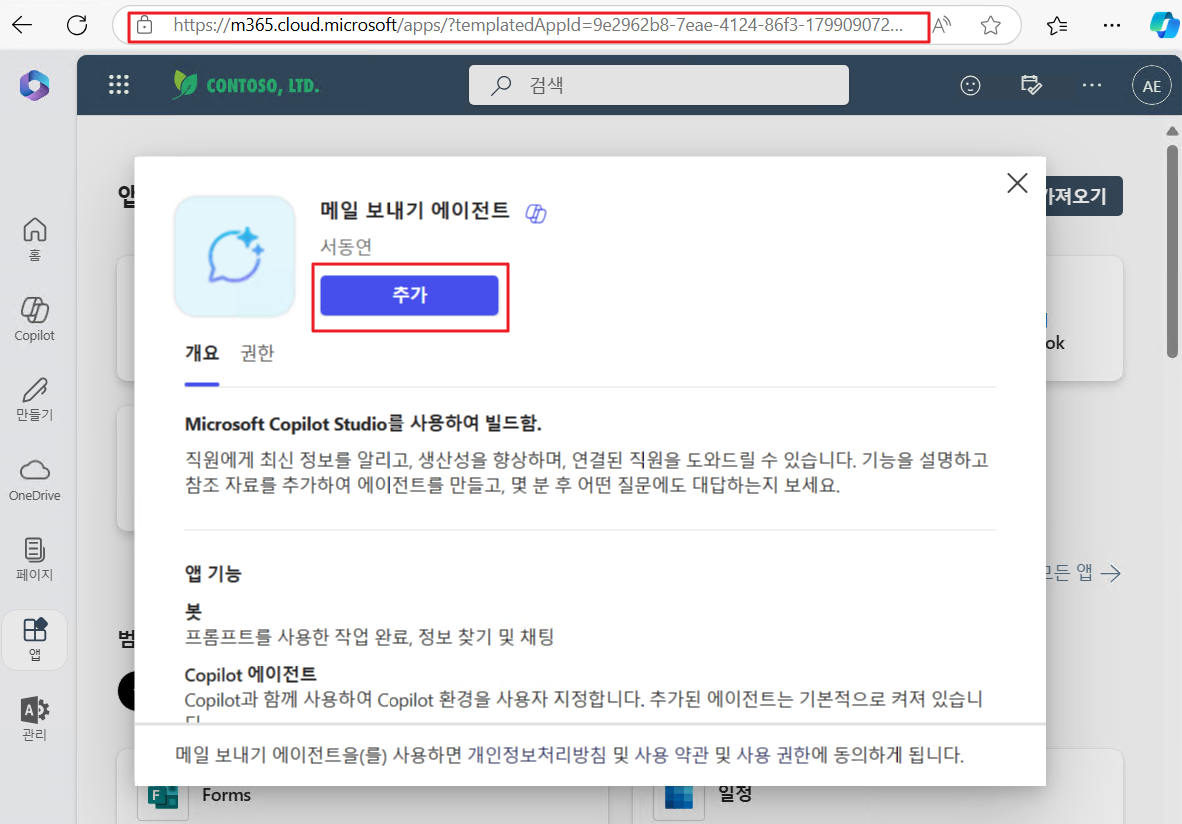 https://m365.cloud.microsoft/apps/?templatedAppId=9e2962b8-7eae-4124-86f3-179909072...
CONTOSO, LTD.
검색
AE
홈
Copilot
만들기
OneDrive
페이지
앱
관리
앱
가져오기
메일 보내기 에이전트
서동연
추가
개요 권한
Microsoft Copilot Studio를 사용하여 빌드함.
직원에게 최신 정보를 알리고, 생산성을 향상하며, 연결된 직원을 도와드릴 수 있습니다. 기능을 설명하고
참조 자료를 추가하여 에이전트를 만들고, 몇 분 후 어떤 질문에도 대답하는지 보세요.
앱 기능
봇
프롬프트를 사용한 작업 완료, 정보 찾기 및 채팅
Copilot 에이전트
Copilot과 함께 사용하여 Copilot 환경을 사용자 지정합니다. 추가된 에이전트는 기본적으로 켜져 있습니
메일 보내기 에이전트을(를) 사용하면 개인정보처리방침 및 사용 약관 및 사용 권한에 동의하게 됩니다.
ok
모든 앱
범
Forms
일정